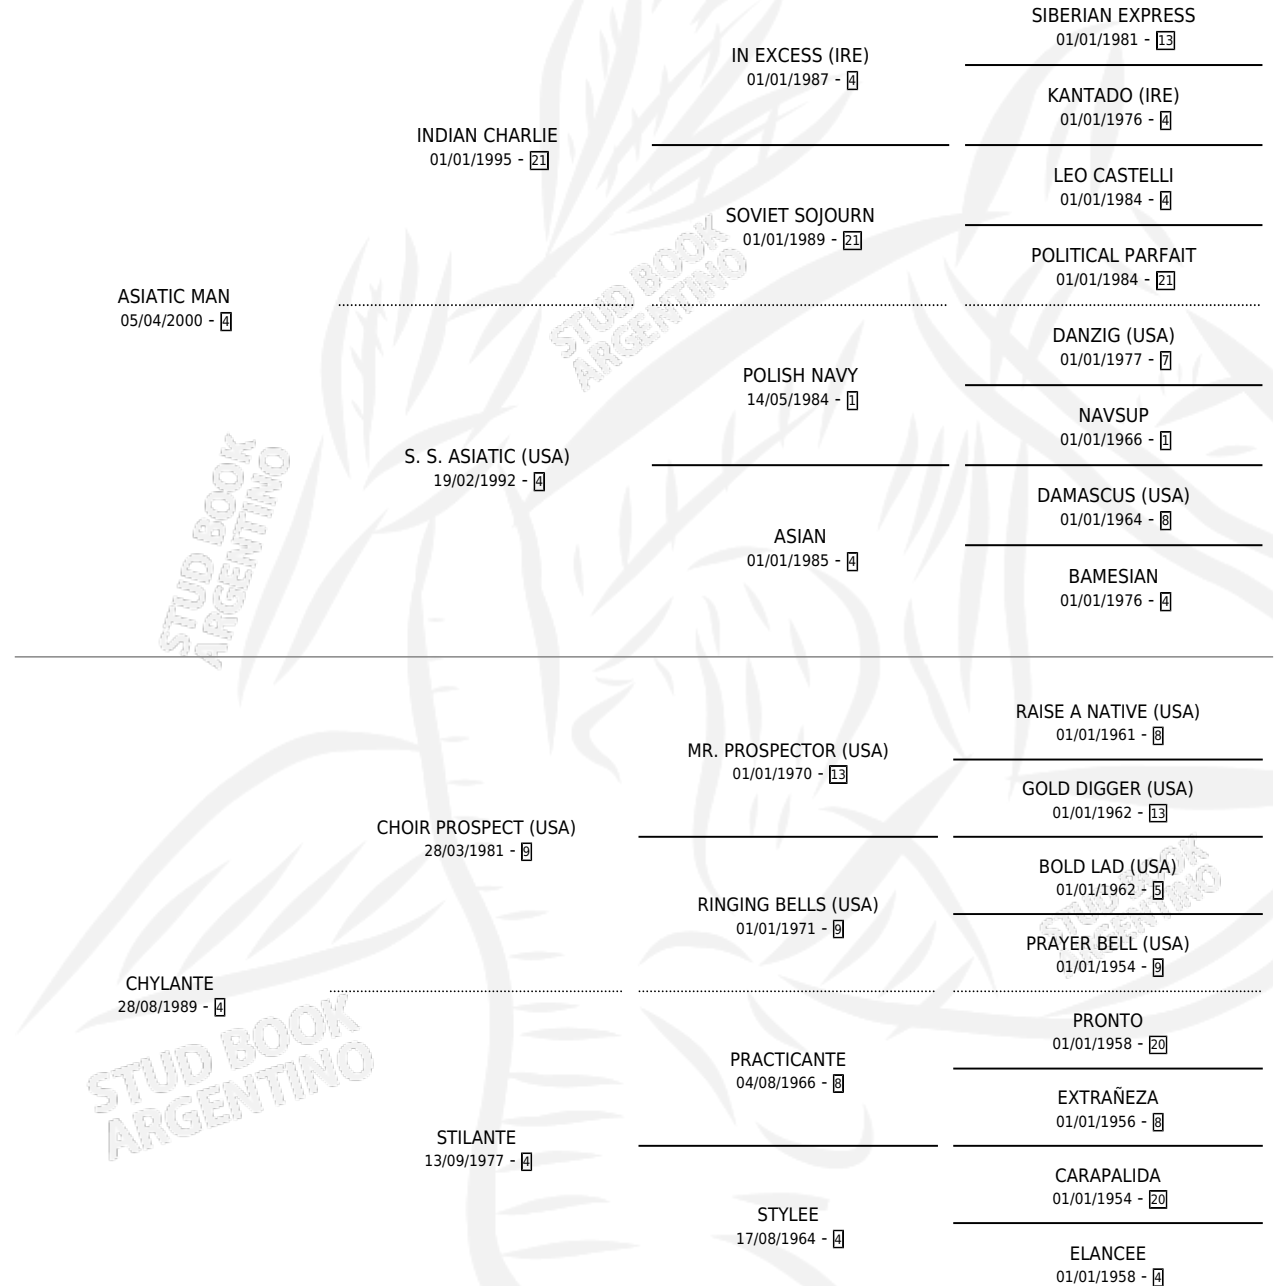 SIBERIAN EXPRESS
01/01/1981 - 13
IN EXCESS (IRE)
01/01/1987 - 4
KANTADO (IRE)
01/01/1976 - 4
INDIAN CHARLIE
01/01/1995 - 21
LEO CASTELLI
01/01/1984 - 4
SOVIET SOJOURN
01/01/1989 - 21
POLITICAL PARFAIT
01/01/1984 - 21
ASIATIC MAN
05/04/2000 - 4
DANZIG (USA)
01/01/1977 - 7
POLISH NAVY
14/05/1984 - 1
NAVSUP
01/01/1966 - 1
S. S. ASIATIC (USA)
19/02/1992 - 4
DAMASCUS (USA)
01/01/1964 - 8
ASIAN
01/01/1985 - 4
BAMESIAN
01/01/1976 - 4
RAISE A NATIVE (USA)
01/01/1961 - 8
MR. PROSPECTOR (USA)
01/01/1970 - 13
GOLD DIGGER (USA)
01/01/1962 - 13
CHOIR PROSPECT (USA)
28/03/1981 - 9
BOLD LAD (USA)
01/01/1962 - 5
RINGING BELLS (USA)
01/01/1971 - 9
PRAYER BELL (USA)
01/01/1954 - 9
CHYLANTE
28/08/1989 - 4
PRONTO
01/01/1958 - 20
PRACTICANTE
04/08/1966 - 8
EXTRAÑEZA
01/01/1956 - 8
STILANTE
13/09/1977 - 4
CARAPALIDA
01/01/1954 - 20
STYLEE
17/08/1964 - 4
ELANCEE
01/01/1958 - 4
STUD BOOK
ARGENTINO
STUD BOOK
ARGENTINO
STUD BOOK
ARGENTINO
STUD BOOK
ARGENTINO